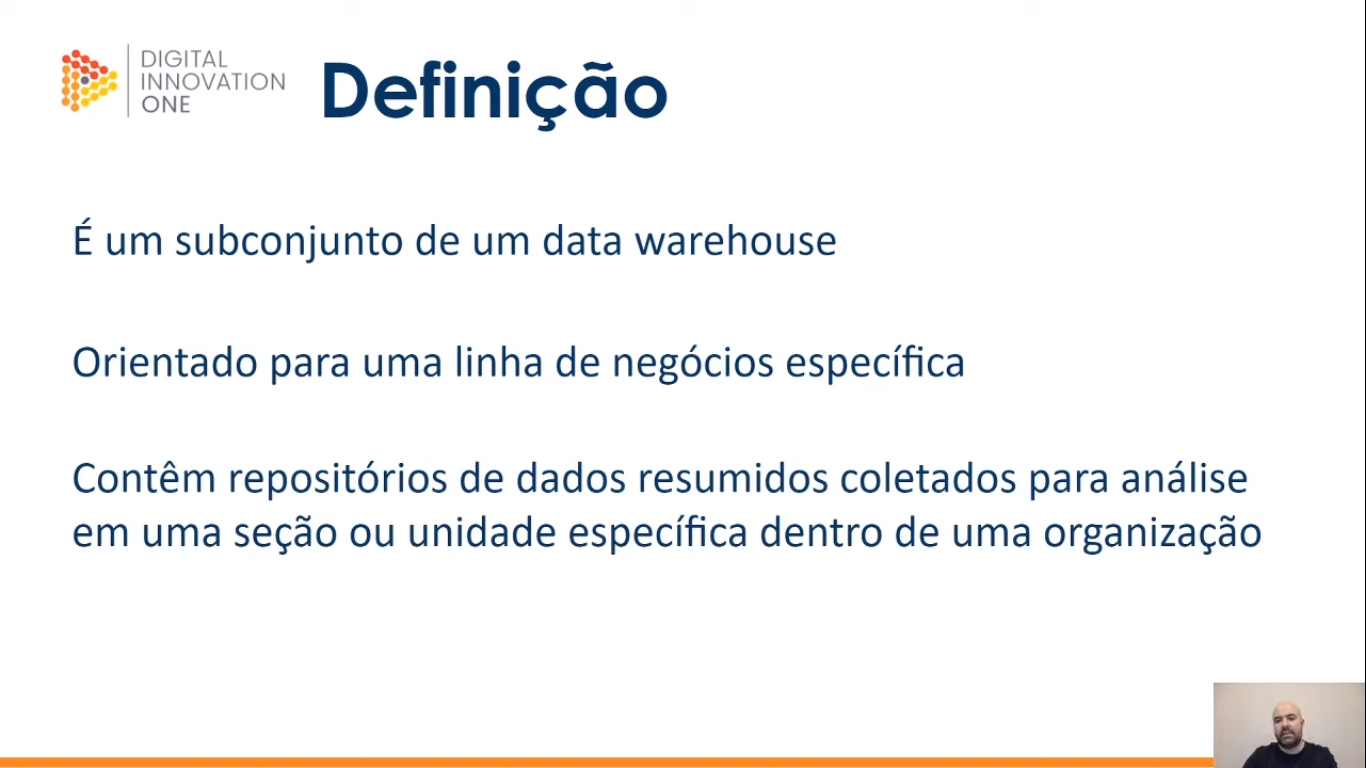 DIGITAL
INNOVATION
ONE
Definição
É um subconjunto de um data warehouse
Orientado para uma linha de negócios específica
Contêm repositórios de dados resumidos coletados para análise
em uma seção ou unidade específica dentro de uma organização